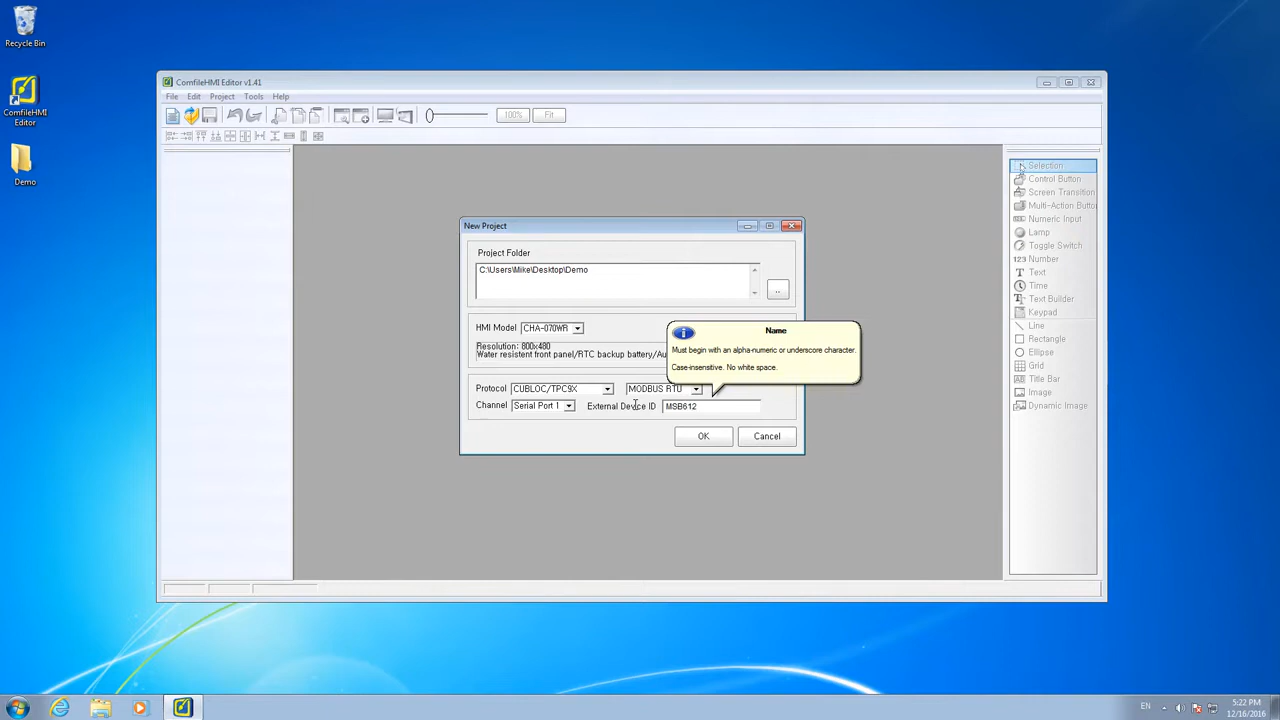 Recycle Bin
ComfileHMI
Editor
Demo
ComfileHMI Editor v1.41
File Edit Project Tools Help
100% Fit
Selection
Control Button
Screen Transition
Multi-Action Butto
Numeric Input
Lamp
Toggle Switch
123 Number
Text
Time
Text Builder
Keypad
Line
Rectangle
Ellipse
Grid
white
Title Bar
Image
Dynamic Image
New Project
Project Folder
C:\Users\Mike\Desktop\Demo
..
HMI Model CHA-070WR
Resolution: 800x480
Water resistent front panel/RTC backup battery/Au
Name
Must begin with an alpha-numeric or underscore character.
Case-insensitive. No white space.
Protocol CUBLOC/TPC9X MODBUS RTU
Channel Serial Port 1 External Device ID MSB612
OK Cancel
EN
5:22 PM
12/16/2016